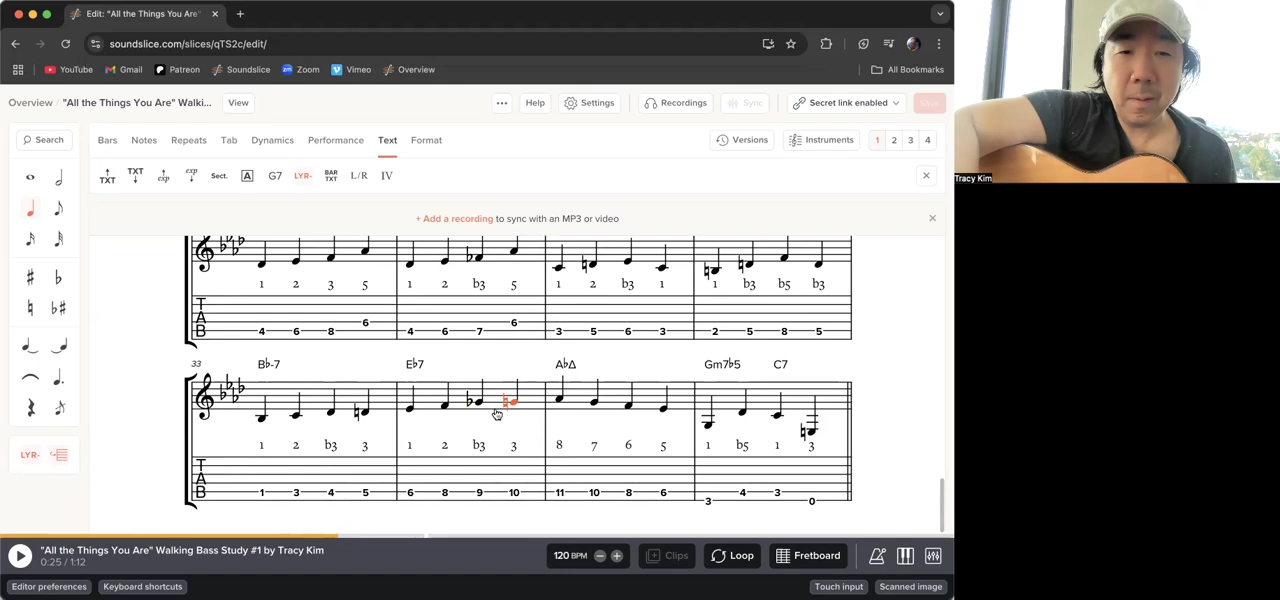 Edit: "All the Things You Are"
soundslice.com/slices/qTS2c/edit/
YouTube Gmail Patreon Soundslice Zoom Vimeo Overview All Bookmarks
Overview / "All the Things You Are" Walki... View ... Help Settings Recordings Sync Secret link enabled Save
Search Bars Notes Repeats Tab Dynamics Performance Text Format Versions Instruments 1 2 3 4
TXT TXT exp exp Sect. A G7 LYR- BAR TXT L/R IV
+ Add a recording to sync with an MP3 or video
Tracy Kim
1 2 3 5 1 2 b3 5 1 2 b3 1 1 b3 b5 b3
T
A
B
4 6 8 6 4 6 7 6 3 5 6 3 2 5 8 5
33 B♭-7 E♭7 A♭Δ Gm7♭5 C7
1 2 b3 3 1 2 b3 3 8 7 6 5 1 b5 1 3
LYR-
T
A
B
1 3 4 5 6 8 9 10 11 10 8 6 3 4 3 0
"All the Things You Are" Walking Bass Study #1 by Tracy Kim
0:25 / 1:12
120 BPM Clips Loop Fretboard
Editor preferences Keyboard shortcuts Touch input Scanned image